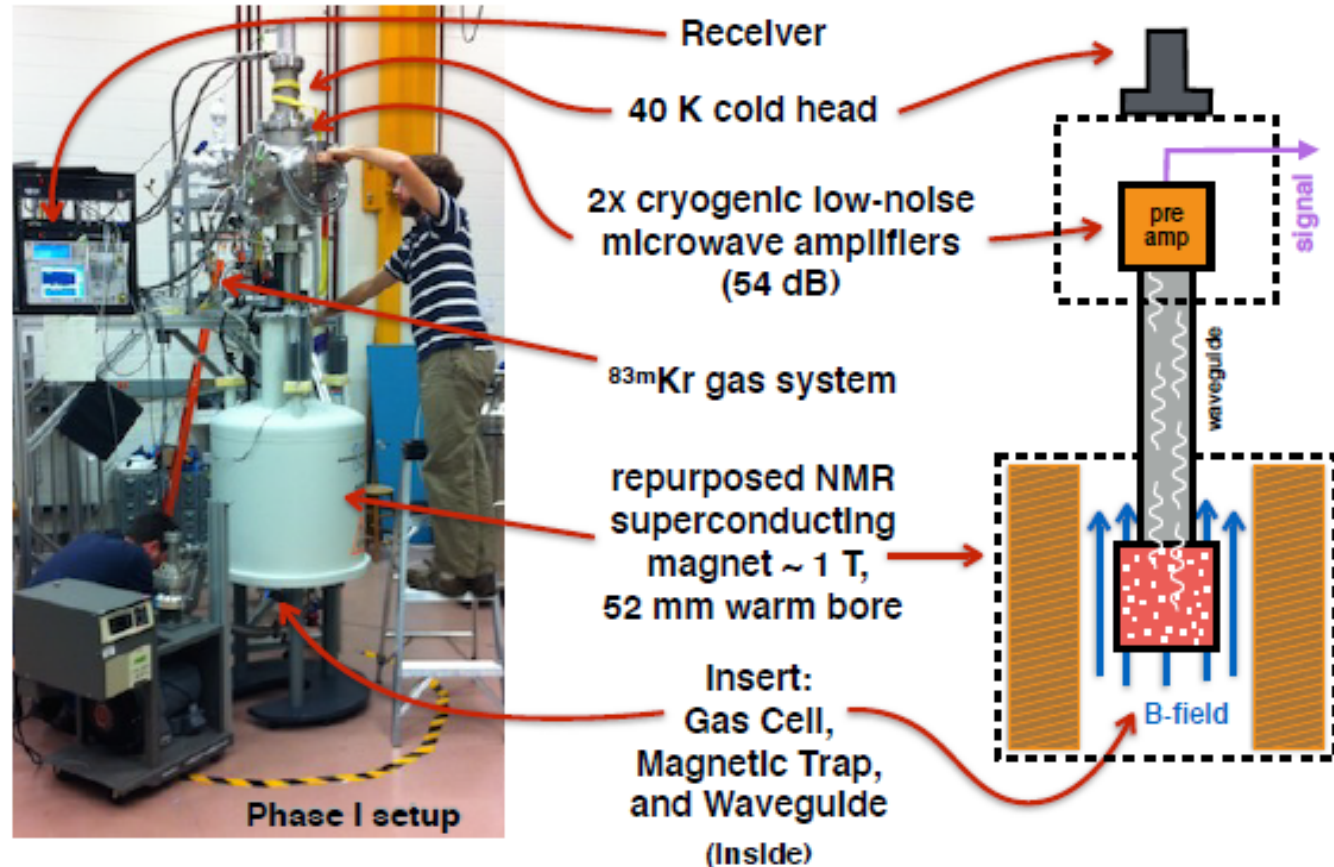 Receiver
40 K cold head
2x cryogenic low-noise
microwave amplifiers
(54 dB)
83mKr gas system
repurposed NMR
superconducting
magnet ~ 1 T,
52 mm warm bore
Insert:
Gas Cell,
Magnetic Trap,
and Waveguide
(inside)
Phase I setup
pre
amp
signal
waveguide
B-field